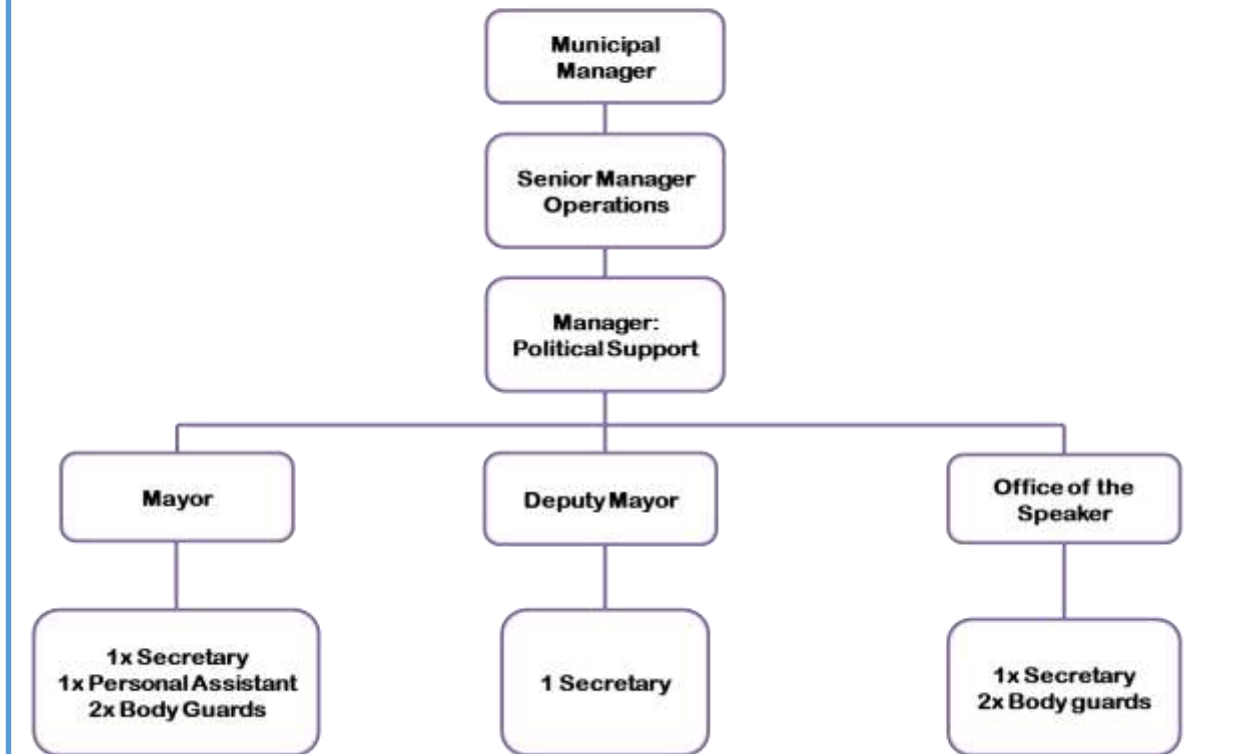 Municipal
Manager
Senior Manager
Operations
Manager:
Political Support
Mayor
Deputy Mayor
Office of the
Speaker
1x Secretary
1x Personal Assistant
2x Body Guards
1 Secretary
1x Secretary
2x Body guards